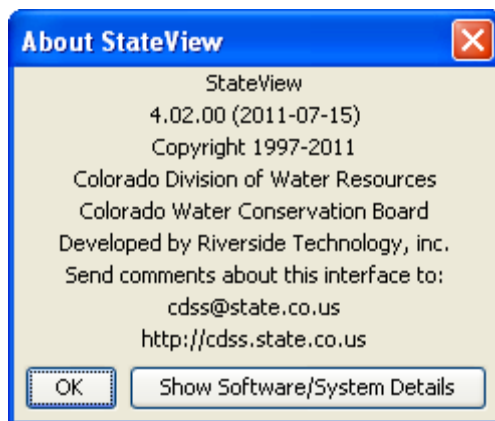 About StateView
StateView
4.02.00 (2011-07-15)
Copyright 1997-2011
Colorado Division of Water Resources
Colorado Water Conservation Board
Developed by Riverside Technology, inc.
Send comments about this interface to:
cdss@state.co.us
http://cdss.state.co.us
OK Show Software/System Details